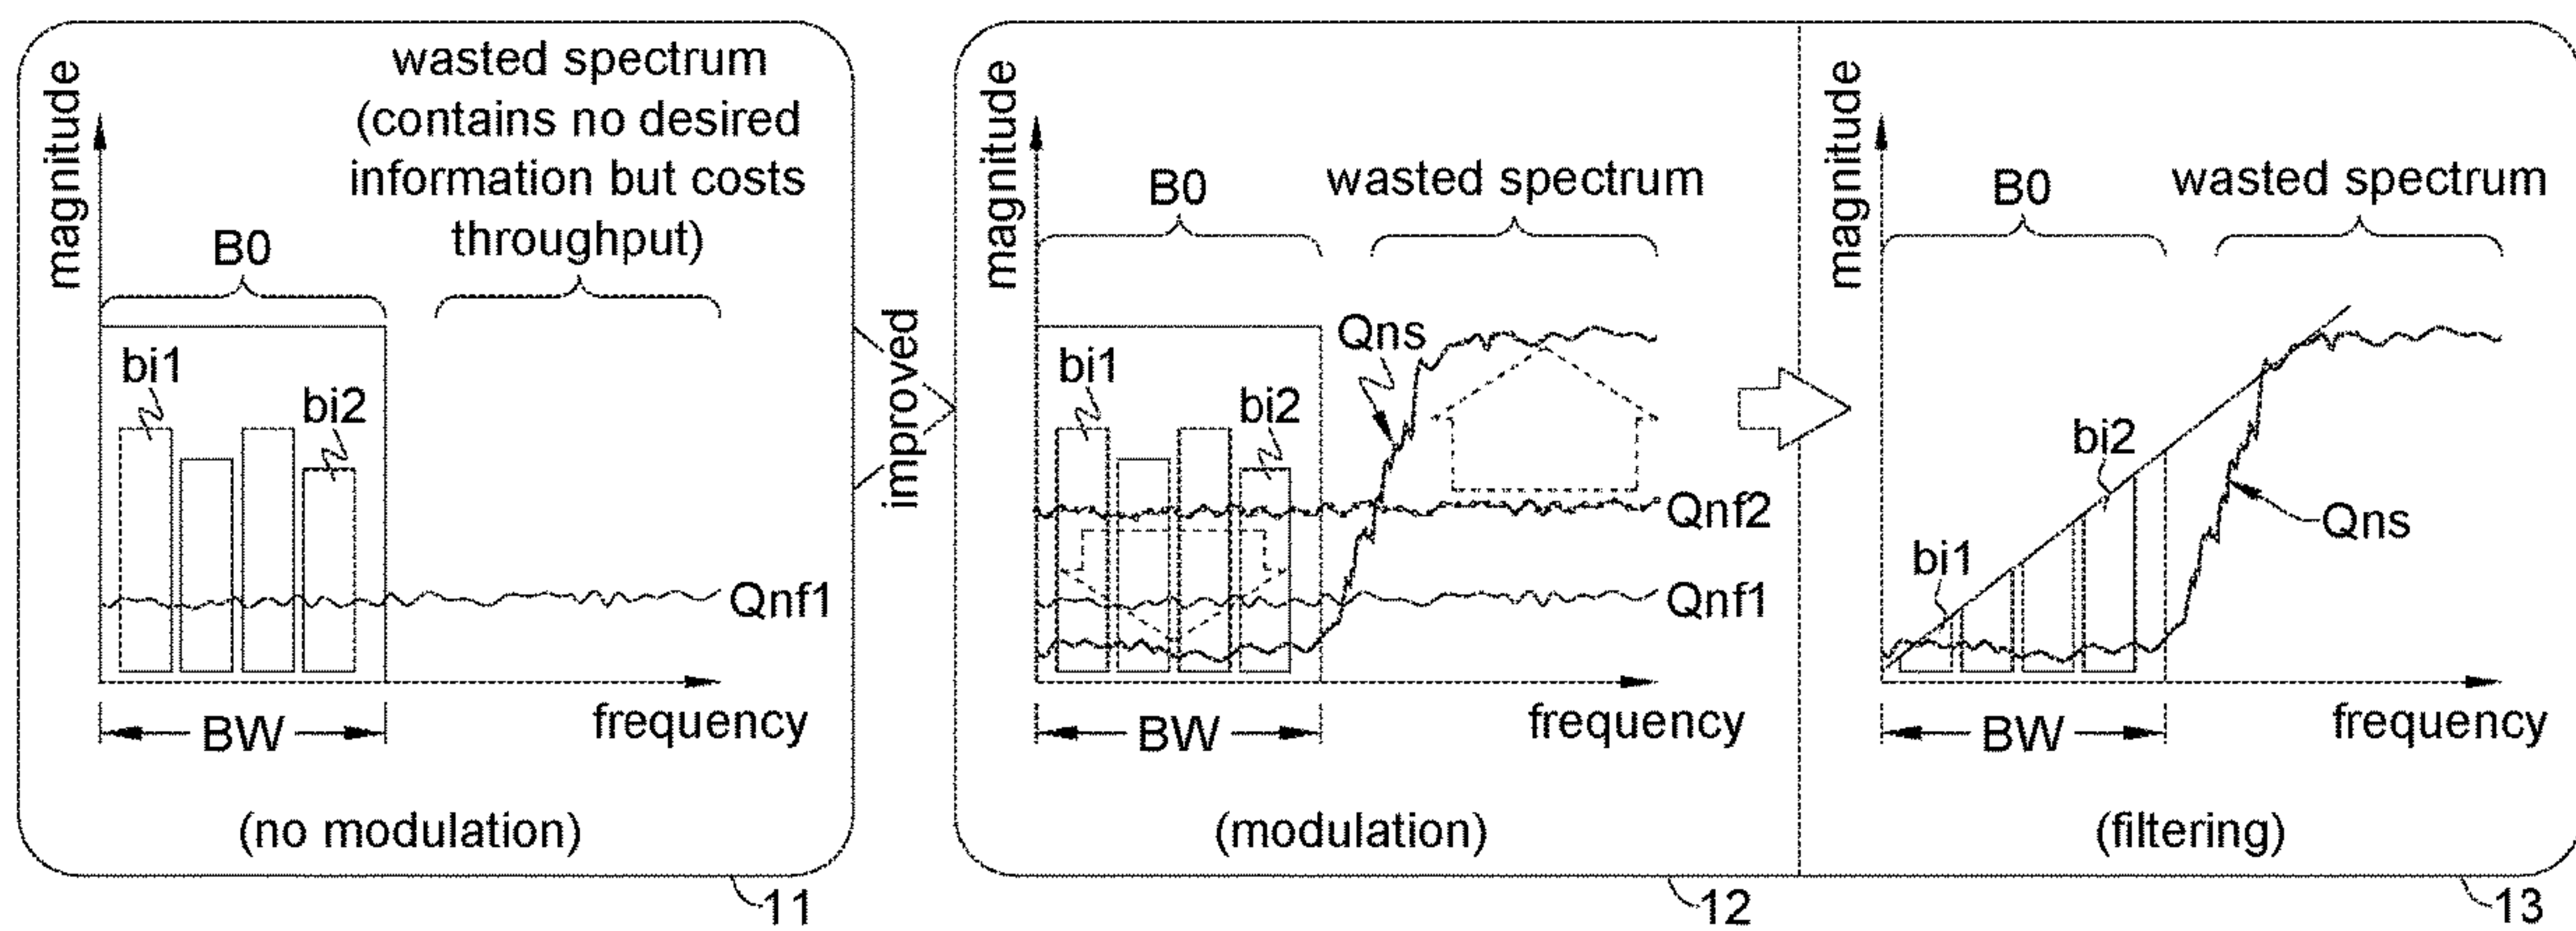 magnitude
wasted spectrum
(contains no desired
information but costs
throughput)
B0
bi1
bi2
Qnf1
frequency
BW
(no modulation)
11
improved
magnitude
B0
wasted spectrum
Qns
bi1
bi2
Qnf2
Qnf1
frequency
BW
(modulation)
12
magnitude
B0
wasted spectrum
bi2
bi1
Qns
frequency
BW
(filtering)
13